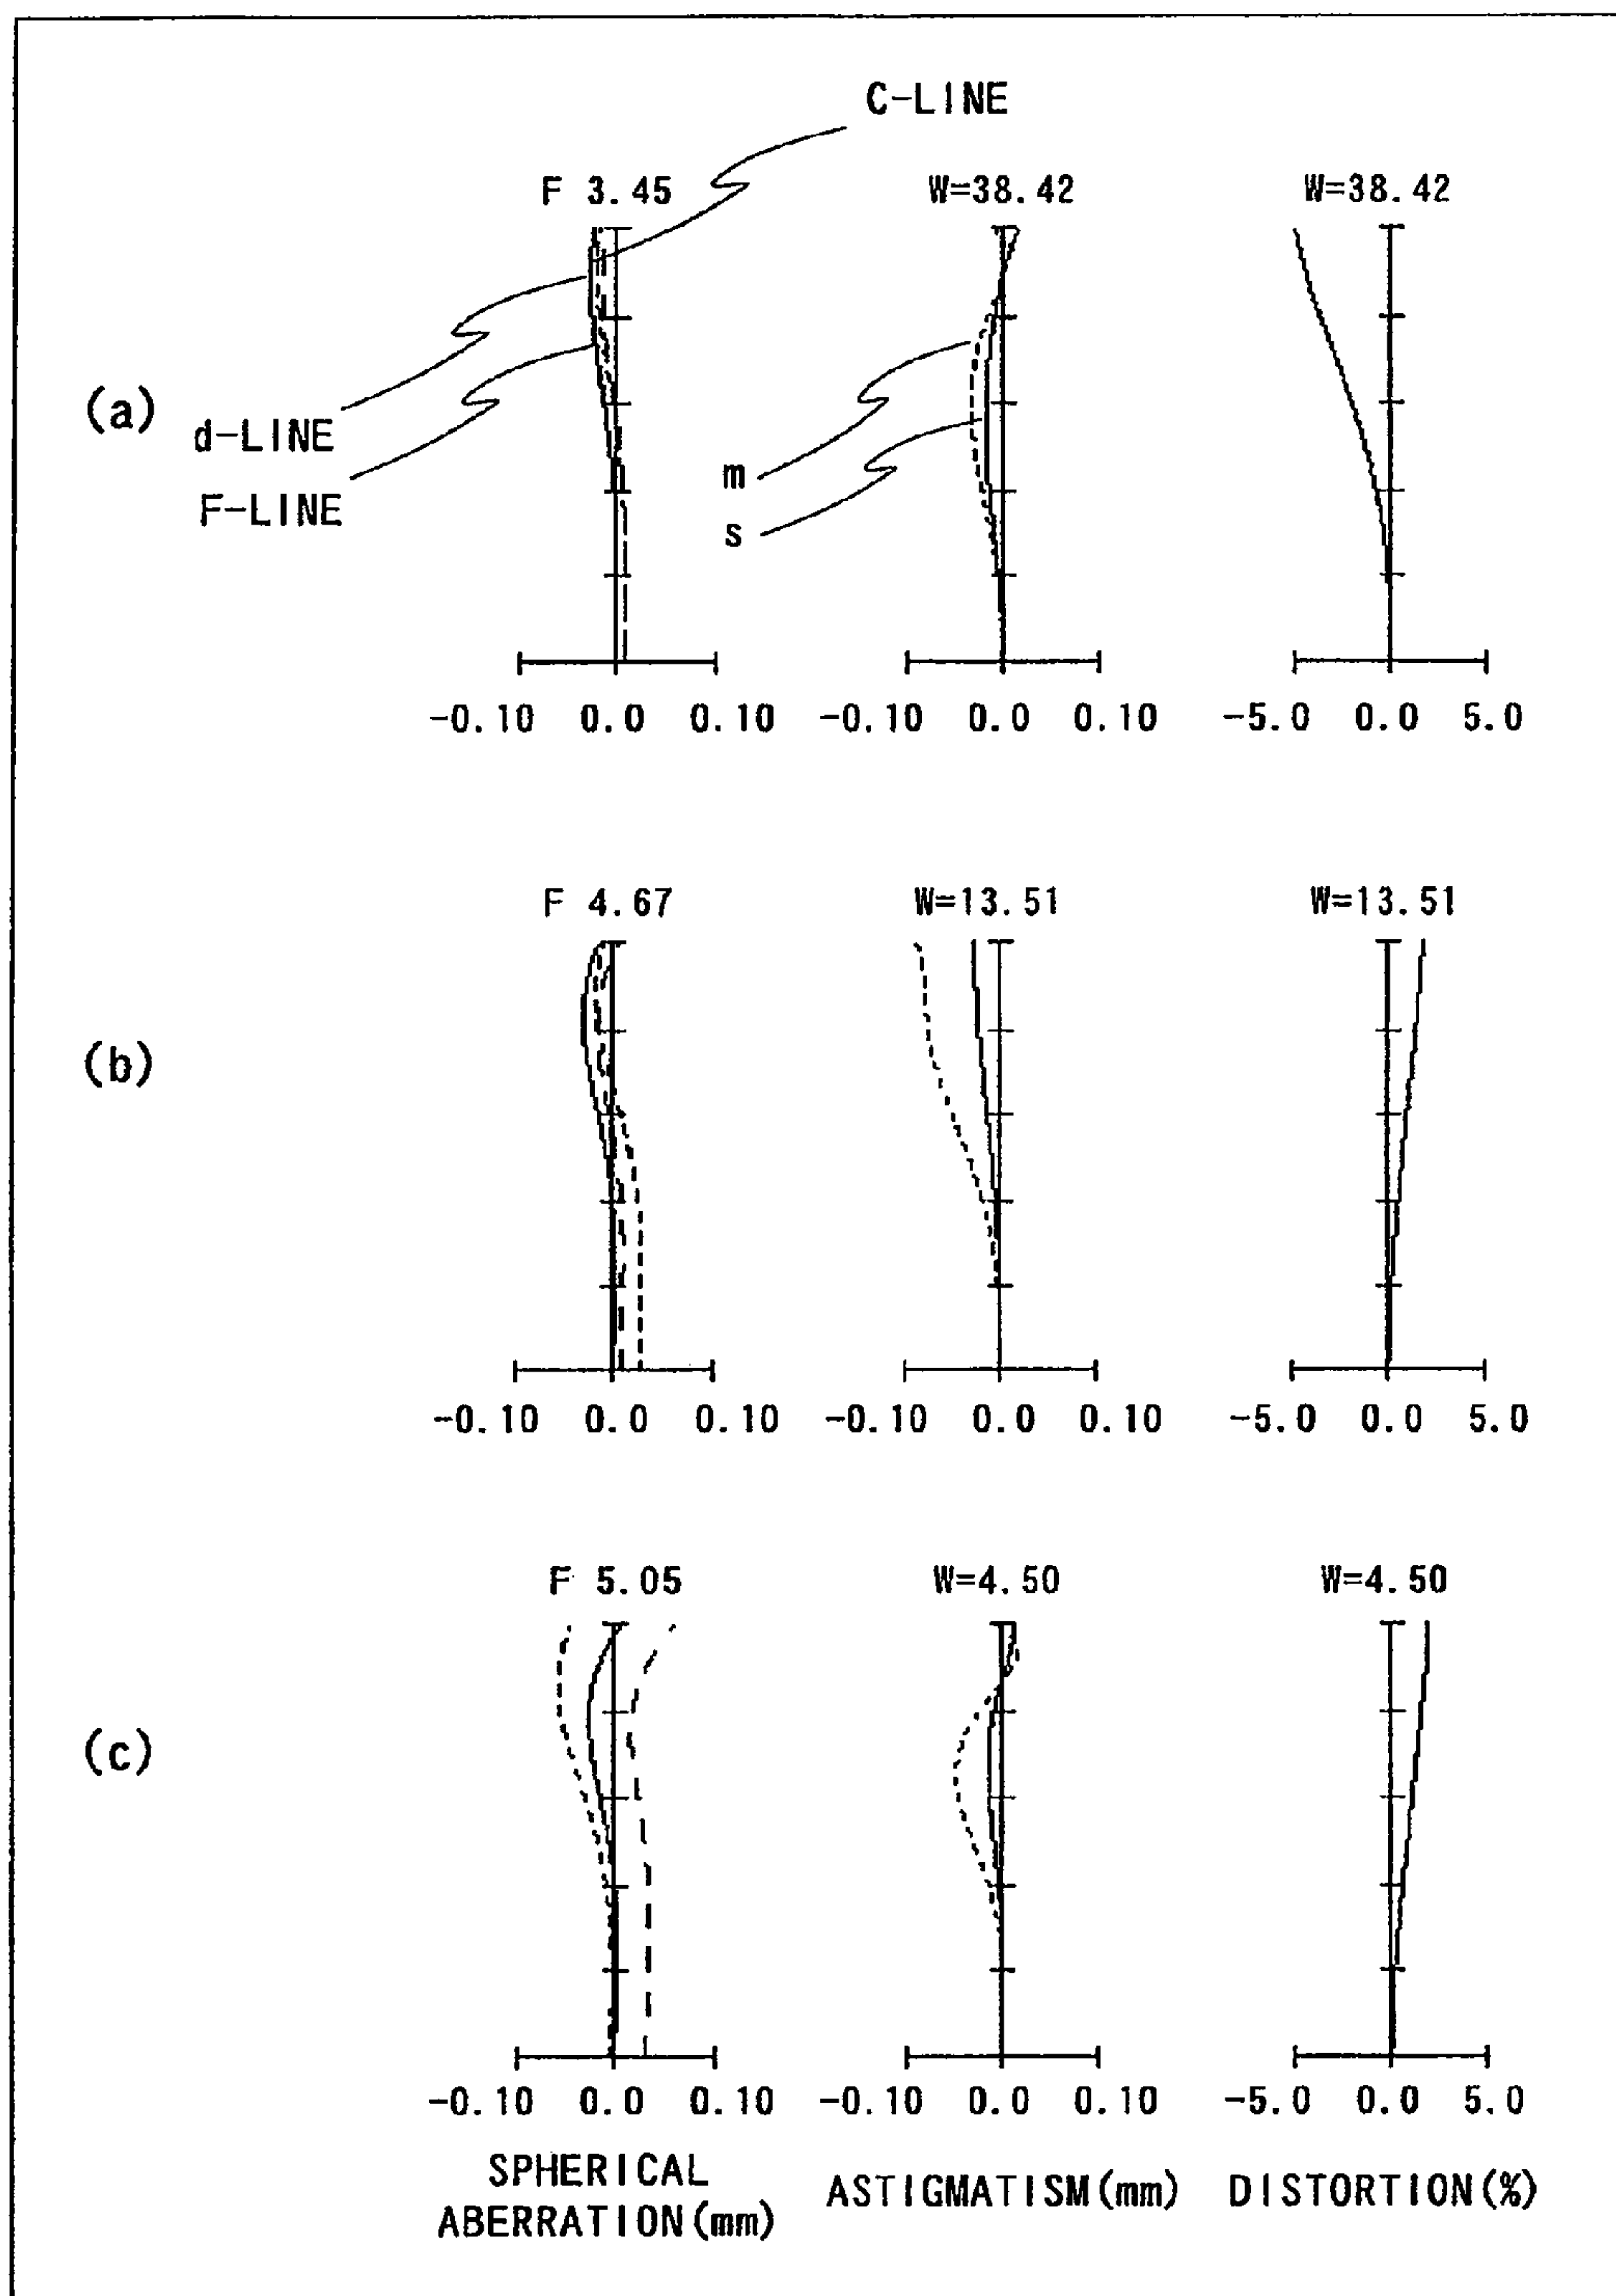 C-LINE
F 3.45 W=38.42 W=38.42
(a)
d-LINE
F-LINE
m
s
-0.10 0.0 0.10 -0.10 0.0 0.10 -5.0 0.0 5.0
F 4.67 W=13.51 W=13.51
(b)
-0.10 0.0 0.10 -0.10 0.0 0.10 -5.0 0.0 5.0
F 5.05 W=4.50 W=4.50
(c)
-0.10 0.0 0.10 -0.10 0.0 0.10 -5.0 0.0 5.0
SPHERICAL
ABERRATION(mm) ASTIGMATISM(mm) DISTORTION(%)